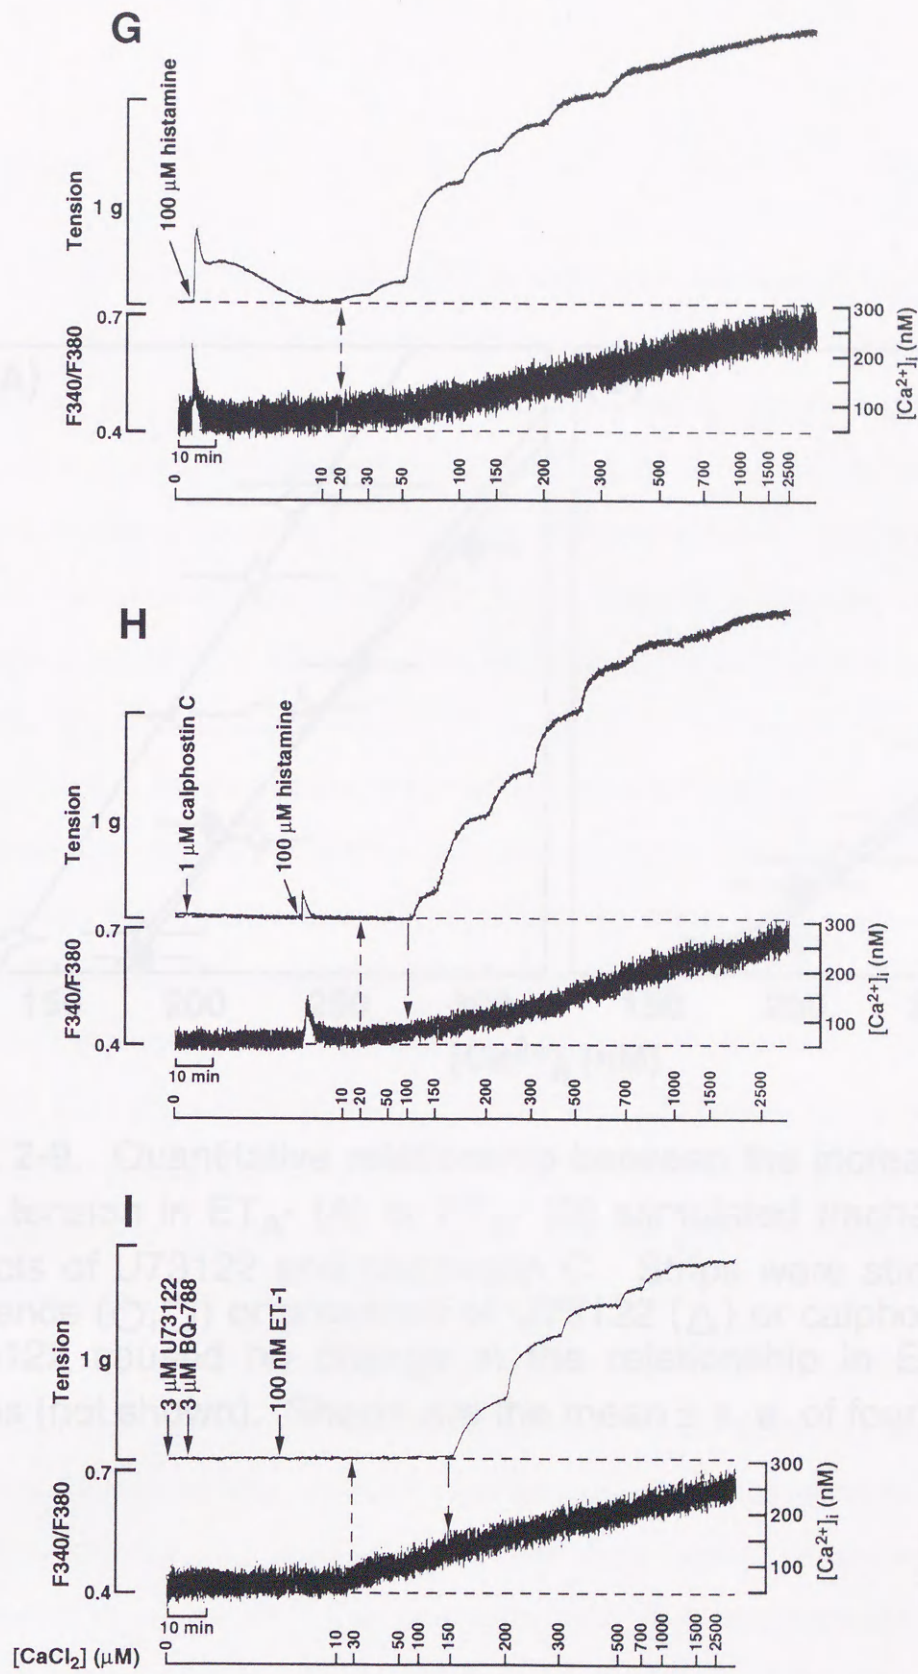 G
100 μM histamine
Tension
1 g
F340/F380
0.7
0.4
300
200
100
[Ca2+]i (nM)
10 min
0 10 20 30 50 100 150 200 300 500 700 1000 1500 2500
H
1 μM calphostin C
100 μM histamine
Tension
1 g
F340/F380
0.7
0.4
300
200
100
[Ca2+]i (nM)
10 min
0 10 20 50 100 150 200 300 500 700 1000 1500 2500
I
3 μM U73122
3 μM BQ-788
100 nM ET-1
Tension
1 g
F340/F380
0.7
0.4
300
200
100
[Ca2+]i (nM)
10 min
[CaCl2] (μM)
0 10 30 50 100 150 200 300 500 700 1000 1500 2500